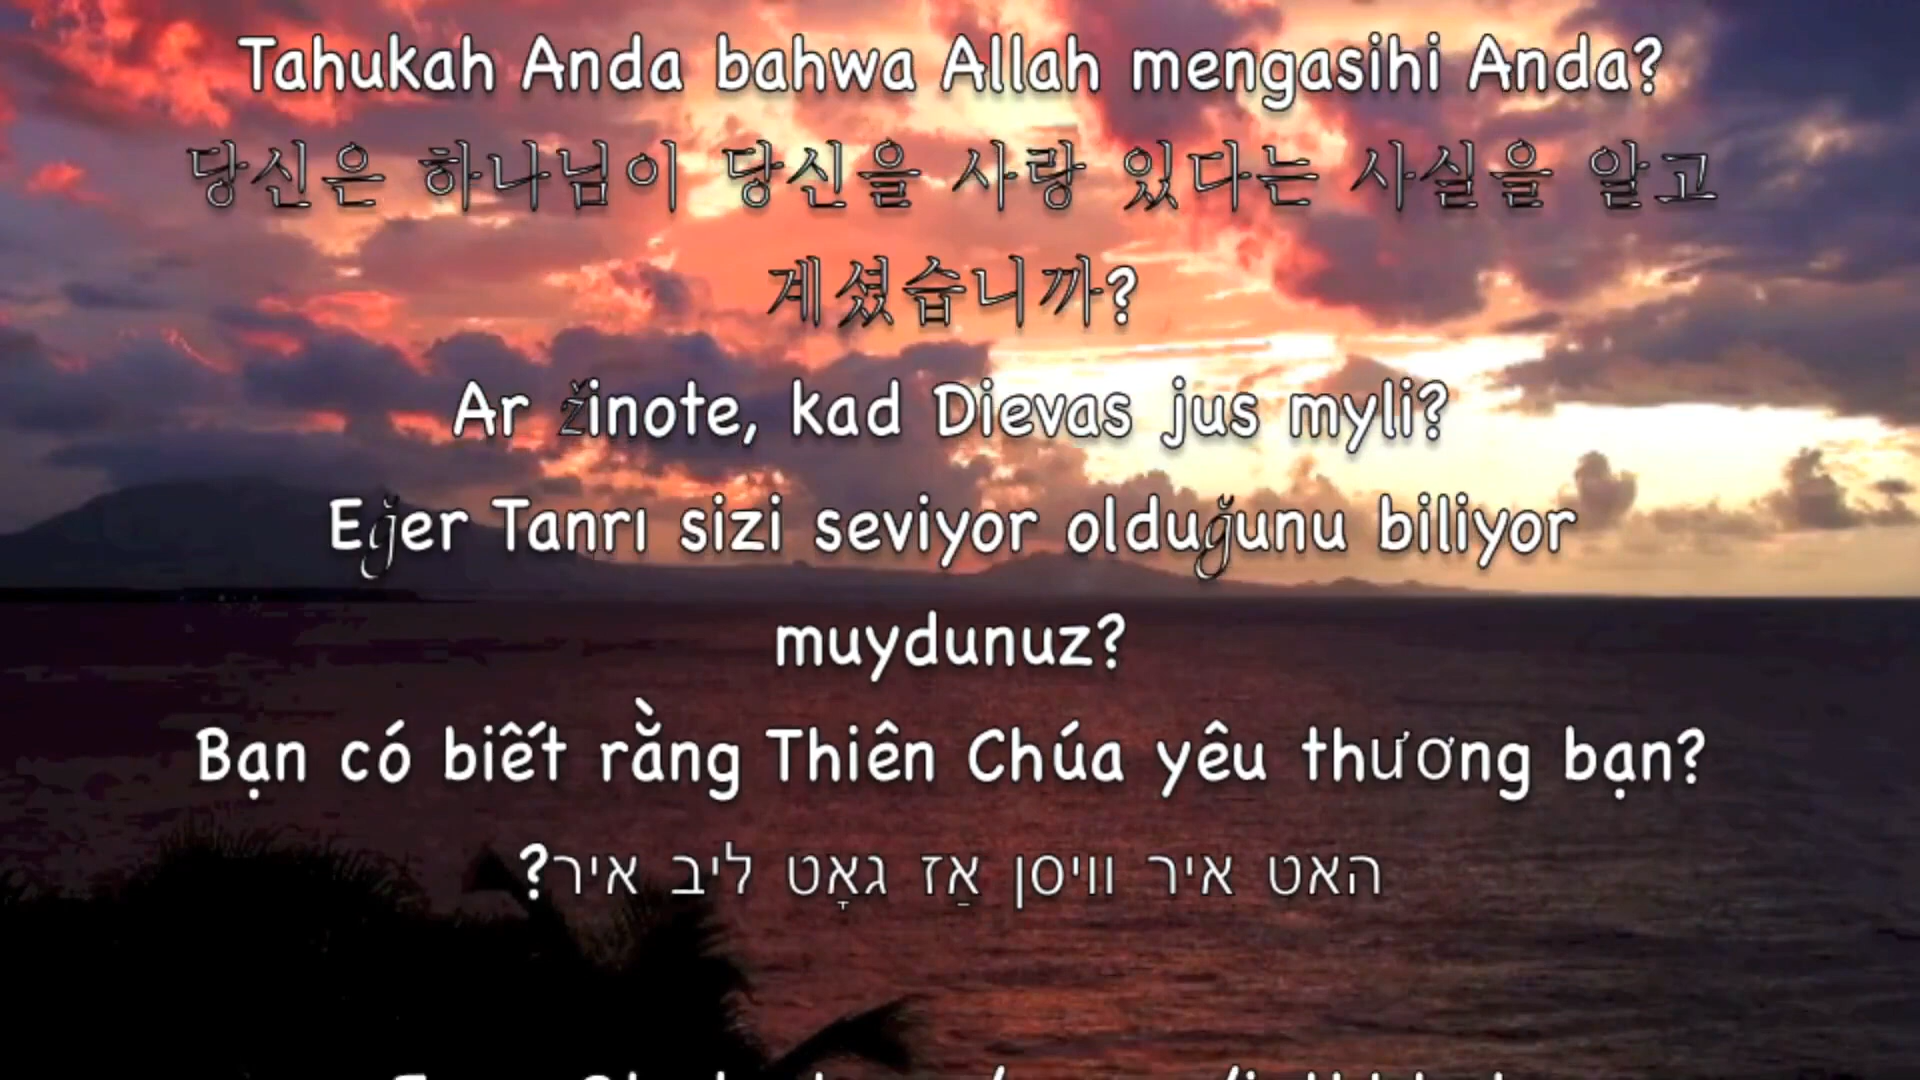 Tahukah Anda bahwa Allah mengasihi Anda?
당신은 하나님이 당신을 사랑 있다는 사실을 알고
계셨습니까?
Ar žinote, kad Dievas jus myli?
Eğer Tanrı sizi seviyor olduğunu biliyor
muydunuz?
Bạn có biết rằng Thiên Chúa yêu thương bạn?
האט איר וויסן אַז גאָט ליב איר?